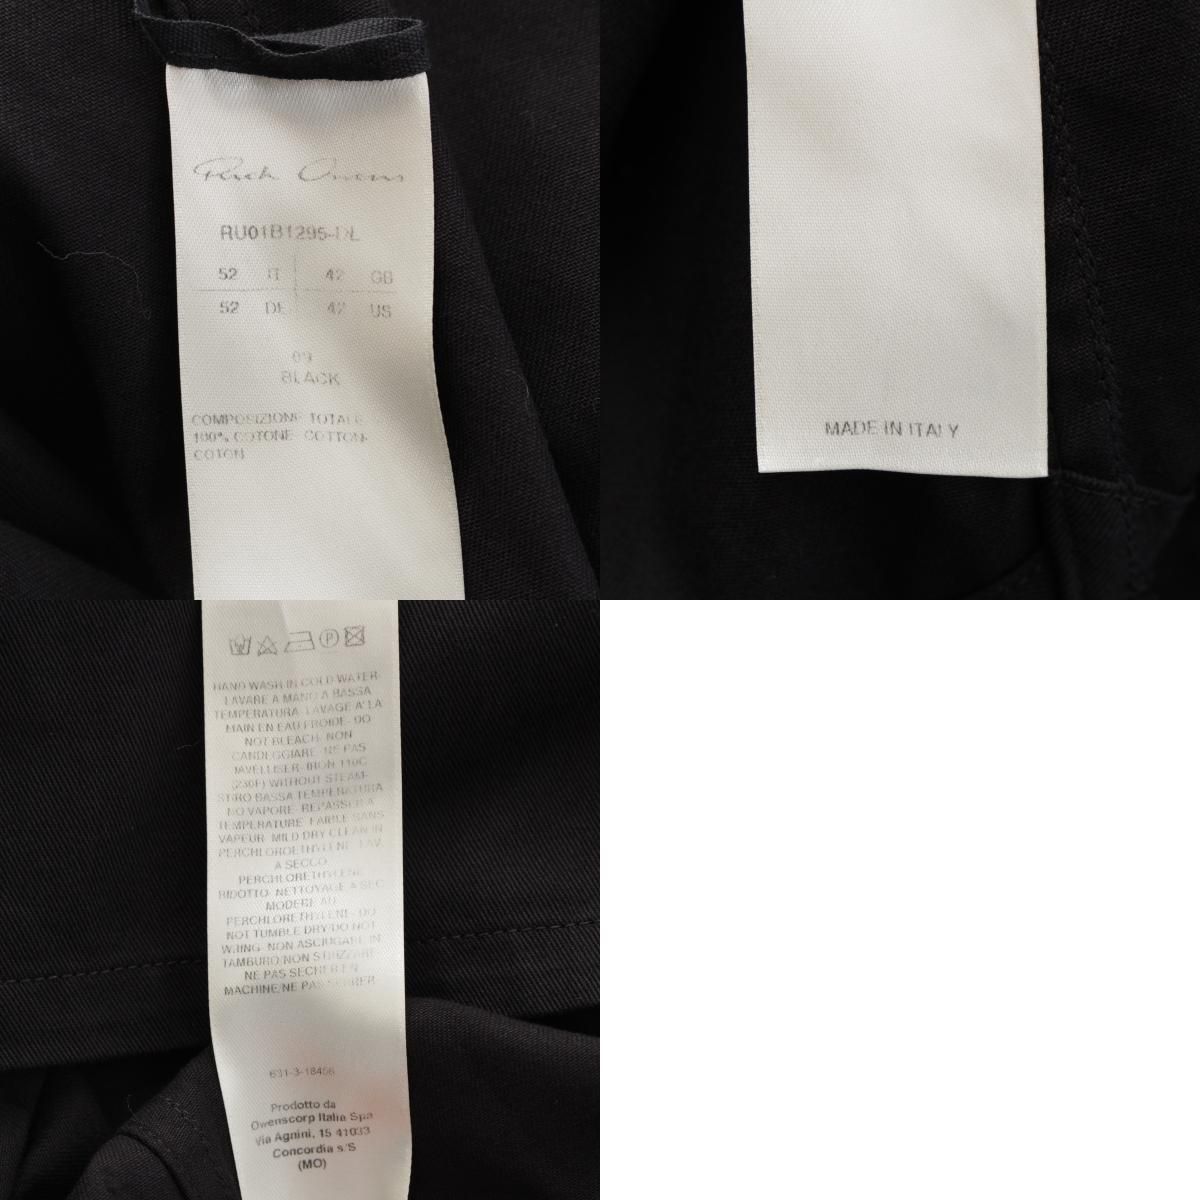 Rick Owens
RU01B1295-DL
52 IT 42 GB
52 DE 42 US
09
BLACK
COMPOSIZIONE TOTALE
100% COTONE- COTTON-
COTON
MADE IN ITALY
P
HAND WASH IN COLD WATER-
LAVARE A MANO A BASSA
TEMPERATURA- LAVAGE A' LA
MAIN EN EAU FROIDE- DO
NOT BLEACH- NON
CANDEGGIARE- NE PAS
JAVELLISER- IRON 110C
(230F) WITHOUT STEAM-
STIRO BASSA TEMPERATURA
NO VAPORE- REPASSER A
TEMPERATURE FAIBLE SANS
VAPEUR- MILD DRY CLEAN IN
PERCHLOROETHYLENE- LAV.
A SECCO
PERCHLORETHYLENE
RIDOTTO- NETTOYAGE A SEC
MODERE AU
PERCHLORETHYLENE- DO
NOT TUMBLE DRY/DO NOT
WRING- NON ASCIUGARE IN
TAMBURO/NON STRIZZARE-
NE PAS SECHER EN
MACHINE/NE PAS SERRER
631-3-18456
Prodotto da
Owenscorp Italia Spa
Via Agnini, 15 41033
Concordia s/S
(MO)